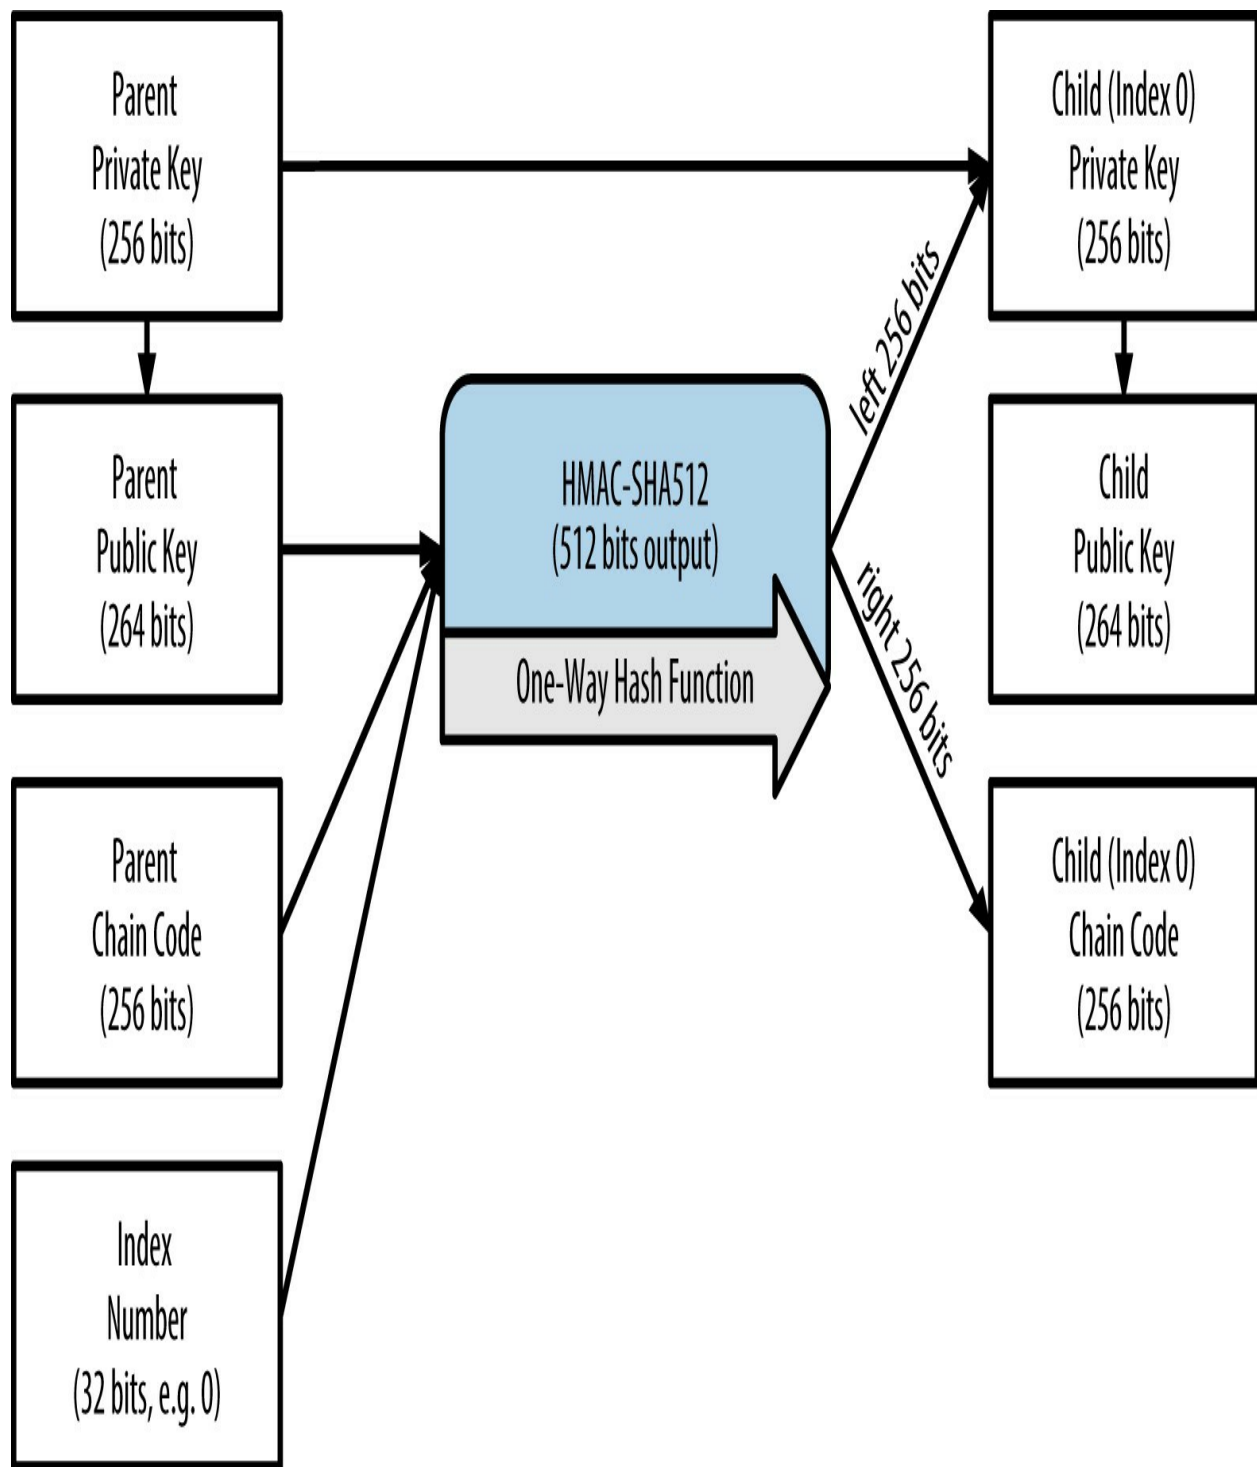 Parent
Private Key
(256 bits)
Child (Index 0)
Private Key
(256 bits)
left 256 bits
Parent
Public Key
(264 bits)
HMAC-SHA512
(512 bits output)
One-Way Hash Function
Child
Public Key
(264 bits)
right 256 bits
Parent
Chain Code
(256 bits)
Child (Index 0)
Chain Code
(256 bits)
Index
Number
(32 bits, e.g. 0)